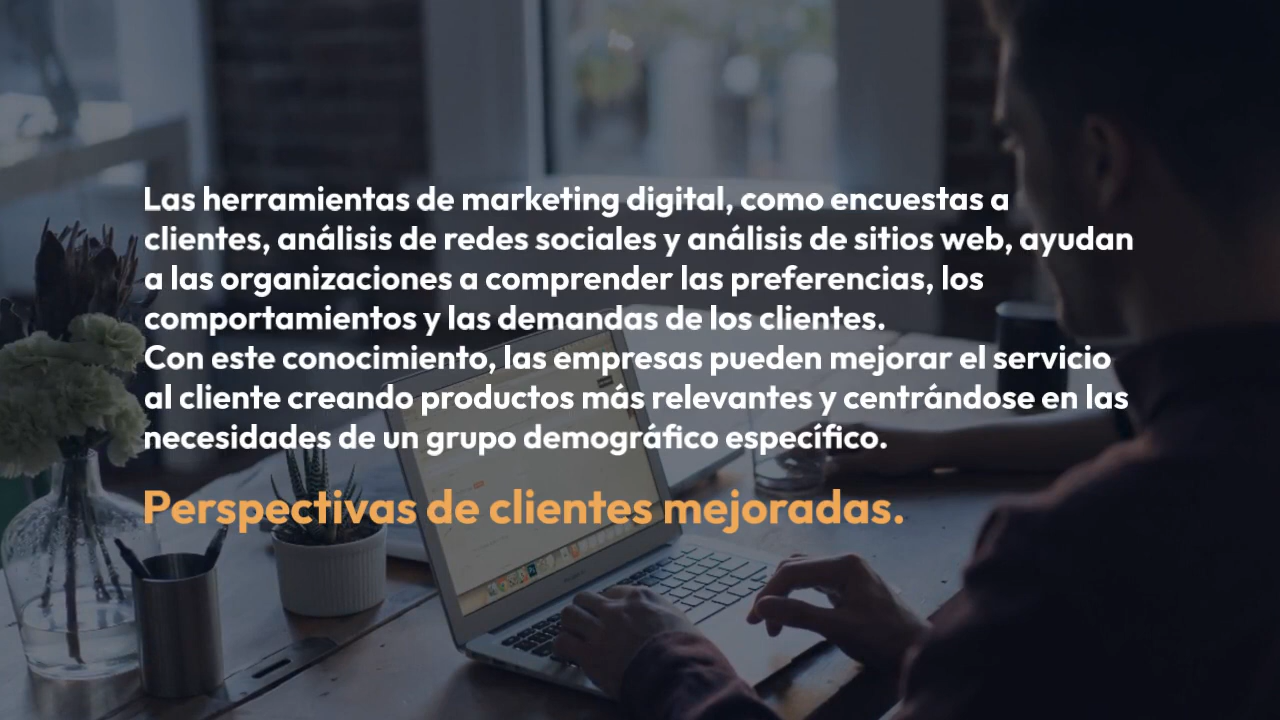 Las herramientas de marketing digital, como encuestas a
clientes, análisis de redes sociales y análisis de sitios web, ayudan
a las organizaciones a comprender las preferencias, los
comportamientos y las demandas de los clientes.
Con este conocimiento, las empresas pueden mejorar el servicio
al cliente creando productos más relevantes y centrándose en las
necesidades de un grupo demográfico específico.
Perspectivas de clientes mejoradas.